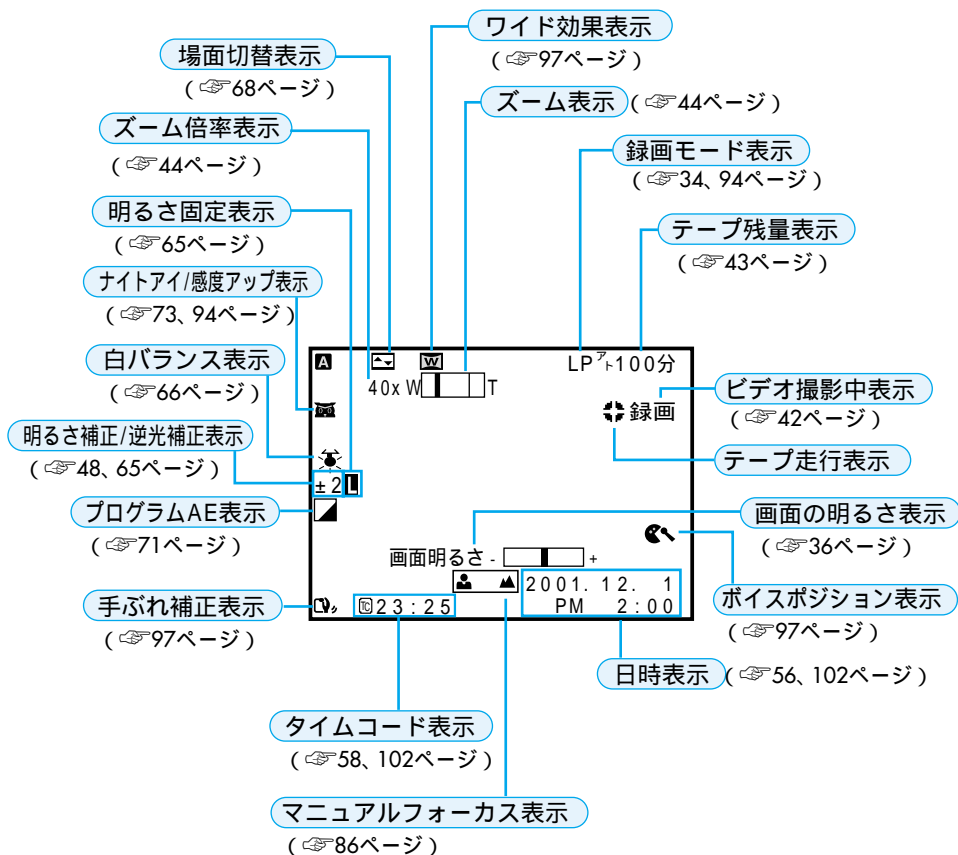 ワイド効果表示
(☞97ページ)
場面切替表示
(☞68ページ)
ズーム表示(☞44ページ)
ズーム倍率表示
(☞44ページ)
録画モード表示
(☞34、94ページ)
明るさ固定表示
(☞65ページ)
テープ残量表示
(☞43ページ)
ナイトアイ/感度アップ表示
(☞73、94ページ)
白バランス表示
(☞66ページ)
明るさ補正/逆光補正表示
(☞48、65ページ)
プログラムAE表示
(☞71ページ)
手ぶれ補正表示
(☞97ページ)
A
W
LP アト100分
40x W T
録画
±2 L
画面明るさ - +
2001. 12. 1
TC 23:25
PM 2:00
ビデオ撮影中表示
(☞42ページ)
テープ走行表示
画面の明るさ表示
(☞36ページ)
ボイスポジション表示
(☞97ページ)
日時表示(☞56、102ページ)
タイムコード表示
(☞58、102ページ)
マニュアルフォーカス表示
(☞86ページ)